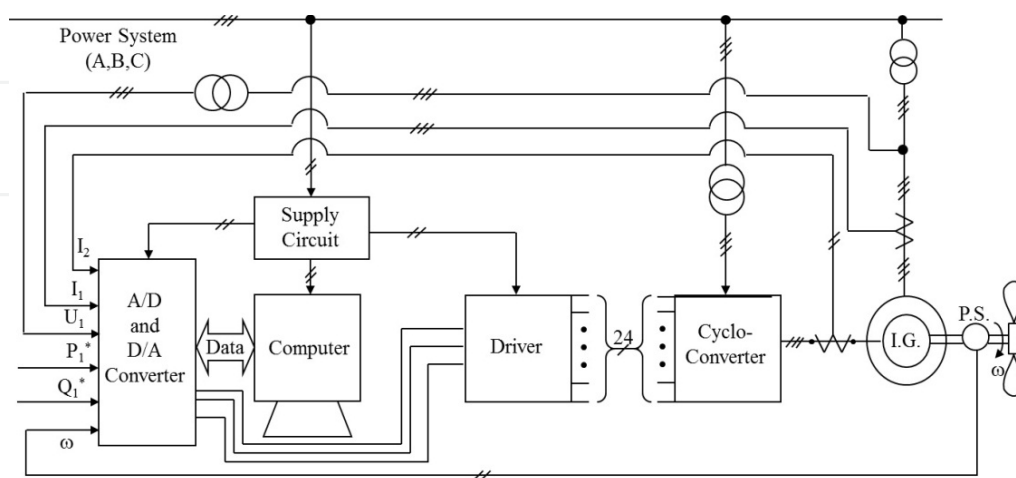 Power System
(A,B,C)
Supply
Circuit
I₂
I₁
U₁
P₁*
Q₁*
ω
A/D
and
D/A
Converter
Data
Computer
Driver
24
Cyclo-
Converter
I.G.
P.S.
ω